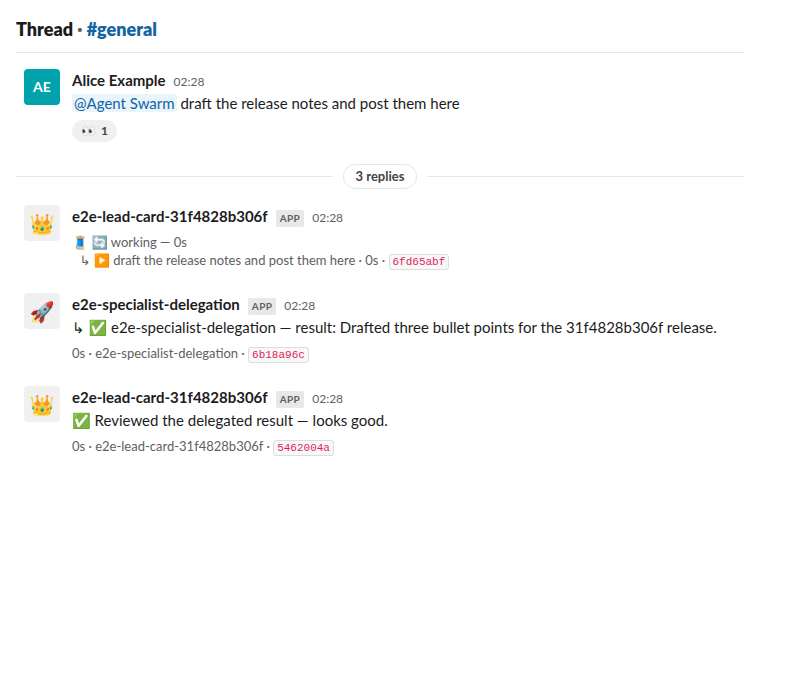 Thread • #general
AE
Alice Example 02:28
@Agent Swarm draft the release notes and post them here
👀 1
3 replies
e2e-lead-card-31f4828b306f APP 02:28
🧵 🔄 working — 0s
↳ ▶️ draft the release notes and post them here · 0s · 6fd65abf
e2e-specialist-delegation APP 02:28
↳ ✅ e2e-specialist-delegation — result: Drafted three bullet points for the 31f4828b306f release.
0s · e2e-specialist-delegation · 6b18a96c
e2e-lead-card-31f4828b306f APP 02:28
✅ Reviewed the delegated result — looks good.
0s · e2e-lead-card-31f4828b306f · 5462004a